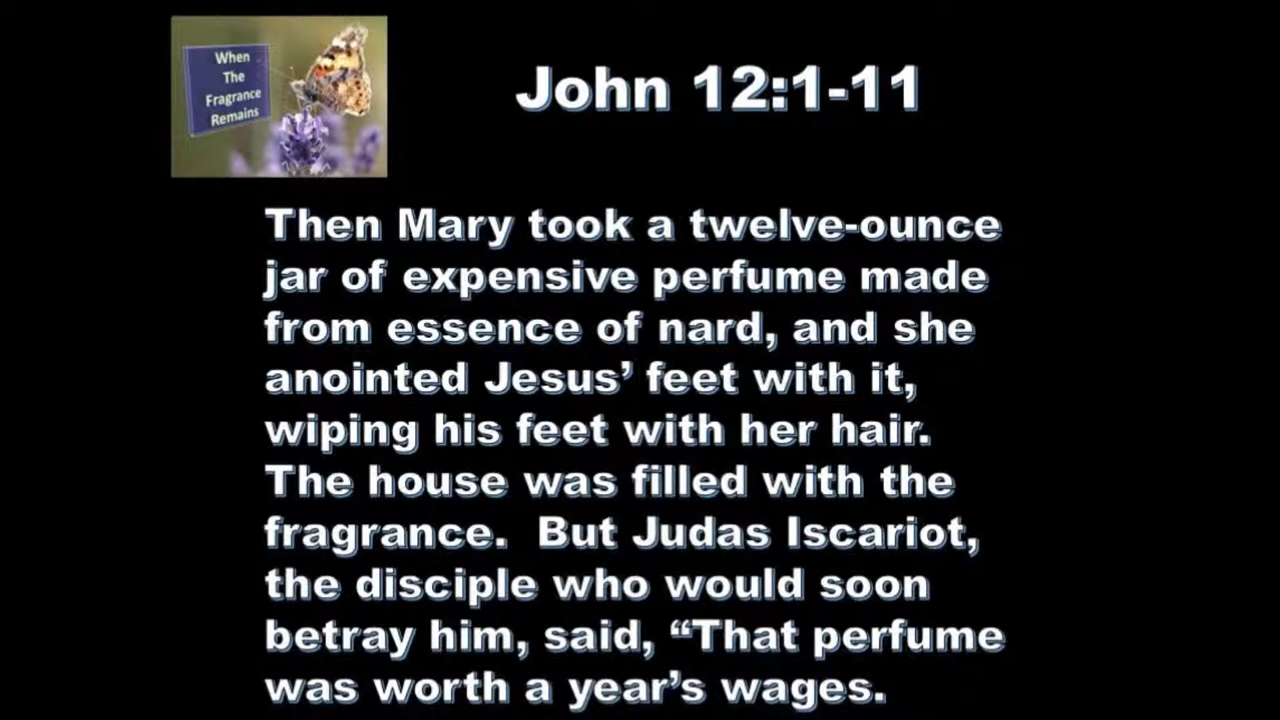 When
The
Fragrance
Remains
John 12:1-11
Then Mary took a twelve-ounce
jar of expensive perfume made
from essence of nard, and she
anointed Jesus’ feet with it,
wiping his feet with her hair.
The house was filled with the
fragrance.  But Judas Iscariot,
the disciple who would soon
betray him, said, “That perfume
was worth a year’s wages.